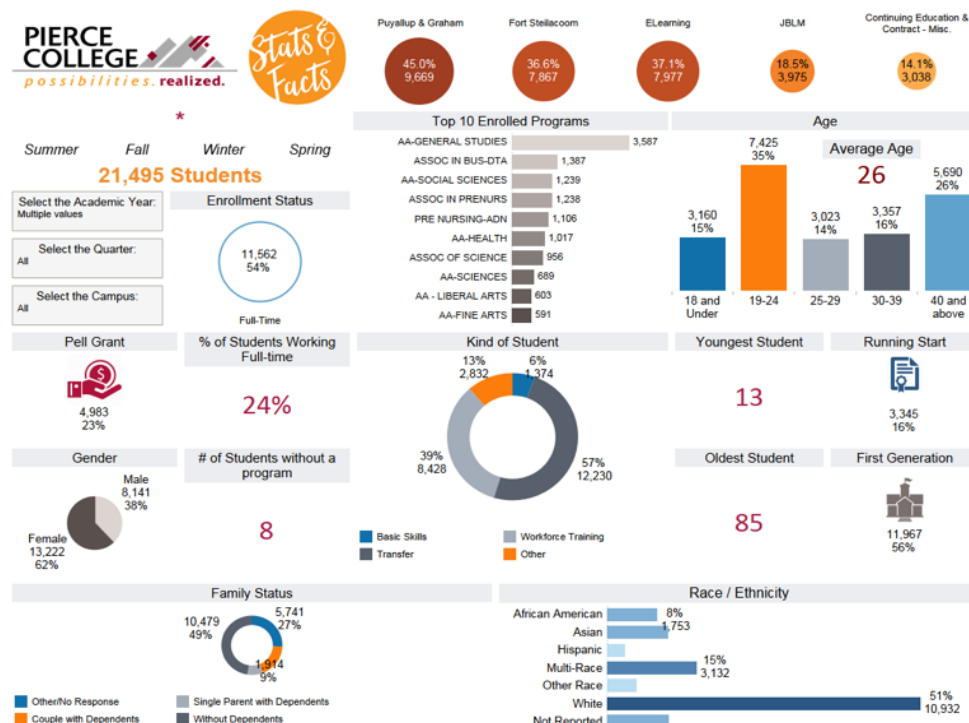 PIERCE
COLLEGE
possibilities. realized.
Stats &
Facts
Puyallup & Graham
45.0%
9,669
Fort Steilacoom
36.6%
7,867
ELearning
37.1%
7,977
JBLM
18.5%
3,975
Continuing Education &
Contract - Misc.
14.1%
3,038
*
Summer Fall Winter Spring
21,495 Students
Select the Academic Year:
Multiple values
Select the Quarter:
All
Select the Campus:
All
Enrollment Status
11,562
54%
Full-Time
Top 10 Enrolled Programs
AA-GENERAL STUDIES 3,587
ASSOC IN BUS-DTA 1,387
AA-SOCIAL SCIENCES 1,239
ASSOC IN PRENURS 1,238
PRE NURSING-ADN 1,106
AA-HEALTH 1,017
ASSOC OF SCIENCE 956
AA-SCIENCES 689
AA - LIBERAL ARTS 603
AA-FINE ARTS 591
Age
Average Age
26
3,160
15%
7,425
35%
3,023
14%
3,357
16%
5,690
26%
18 and
Under
19-24
25-29
30-39
40 and
above
Pell Grant
$
4,983
23%
% of Students Working
Full-time
24%
Kind of Student
13%
2,832
6%
1,374
39%
8,428
57%
12,230
Basic Skills
Workforce Training
Transfer
Other
Youngest Student
13
Running Start
3,345
16%
Gender
Male
8,141
38%
Female
13,222
62%
# of Students without a
program
8
Oldest Student
85
First Generation
11,967
56%
Family Status
10,479
49%
5,741
27%
1,914
9%
Other/No Response
Single Parent with Dependents
Couple with Dependents
Without Dependents
Race / Ethnicity
African American 8%
Asian 1,753
Hispanic
Multi-Race 15%
3,132
Other Race
White 51%
10,932
Not Reported